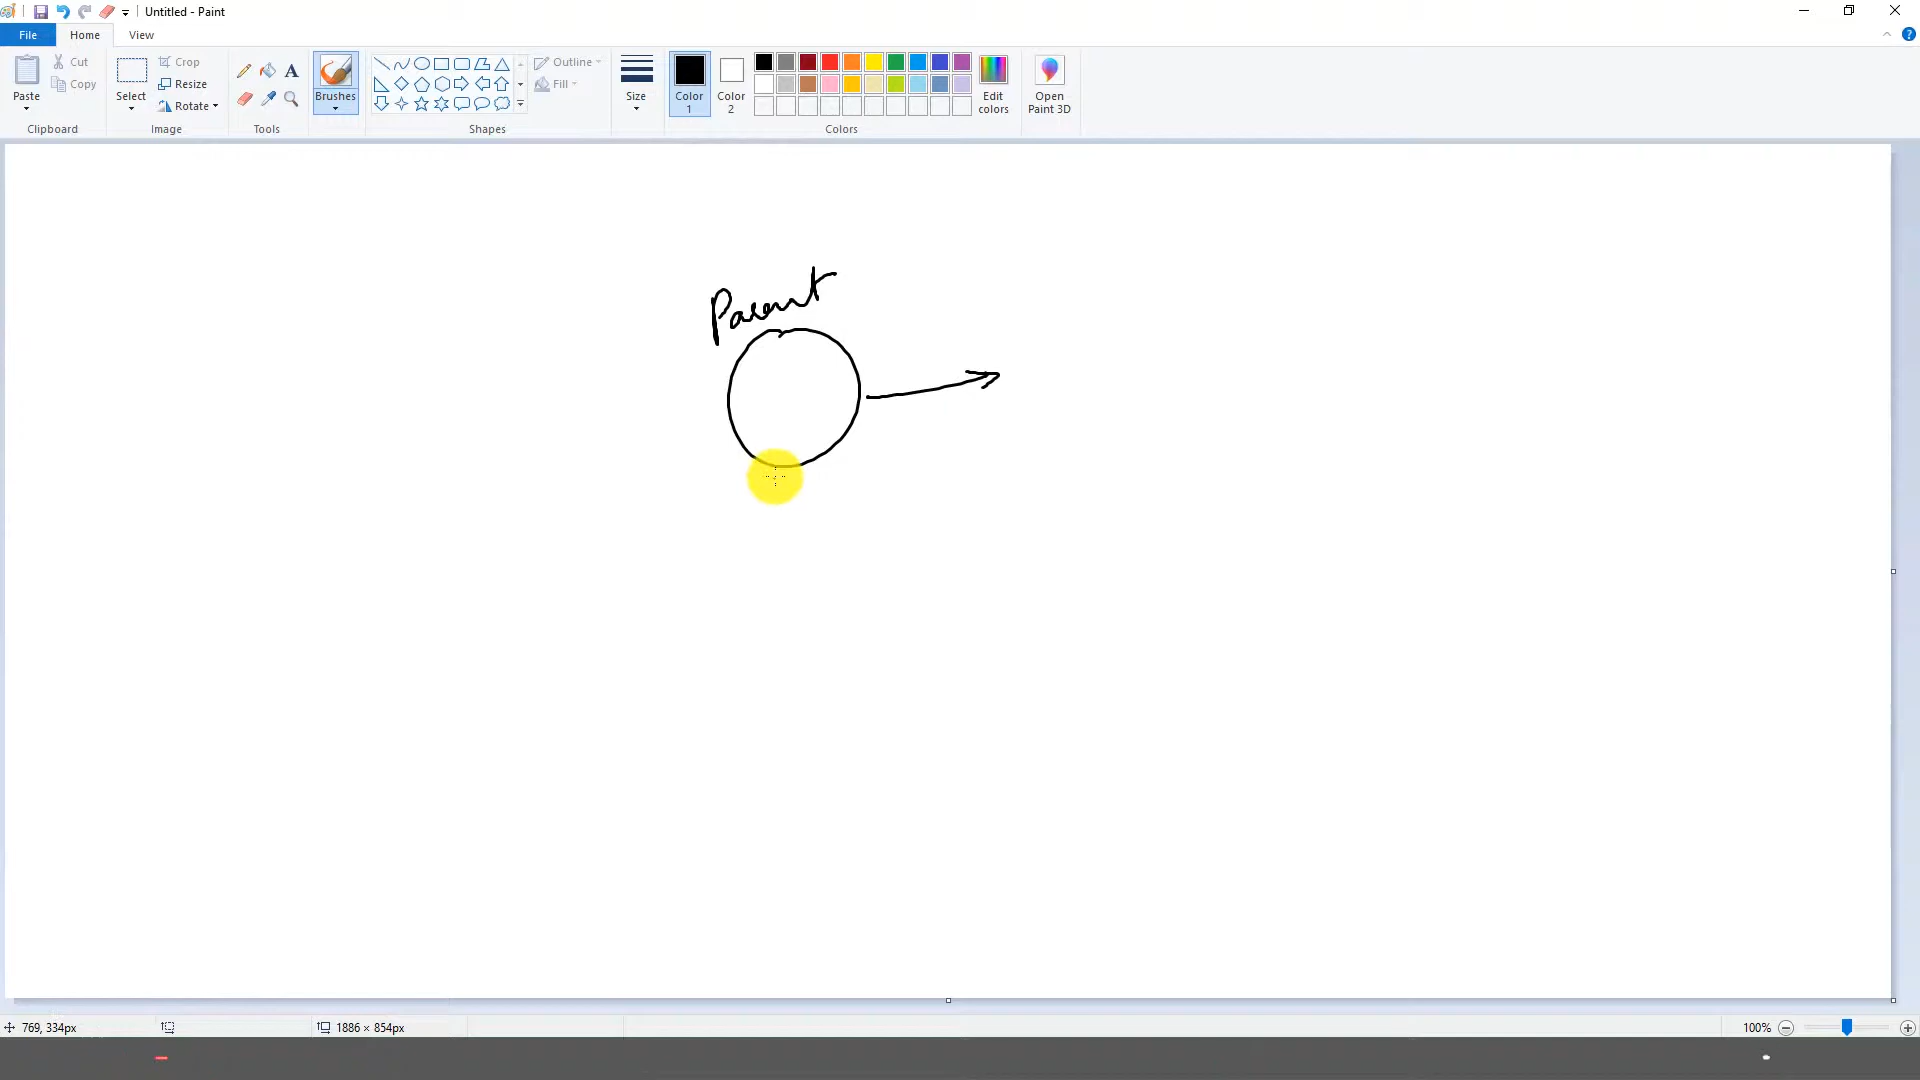 Untitled - Paint
File Home View
Paste
Cut
Copy
Clipboard
Select
Crop
Resize
Rotate
Image
Tools
Brushes
Outline
Fill
Shapes
Size
Color 1
Color 2
Edit colors
Open Paint 3D
Colors
Parent
769, 334px
1886 × 854px
100%